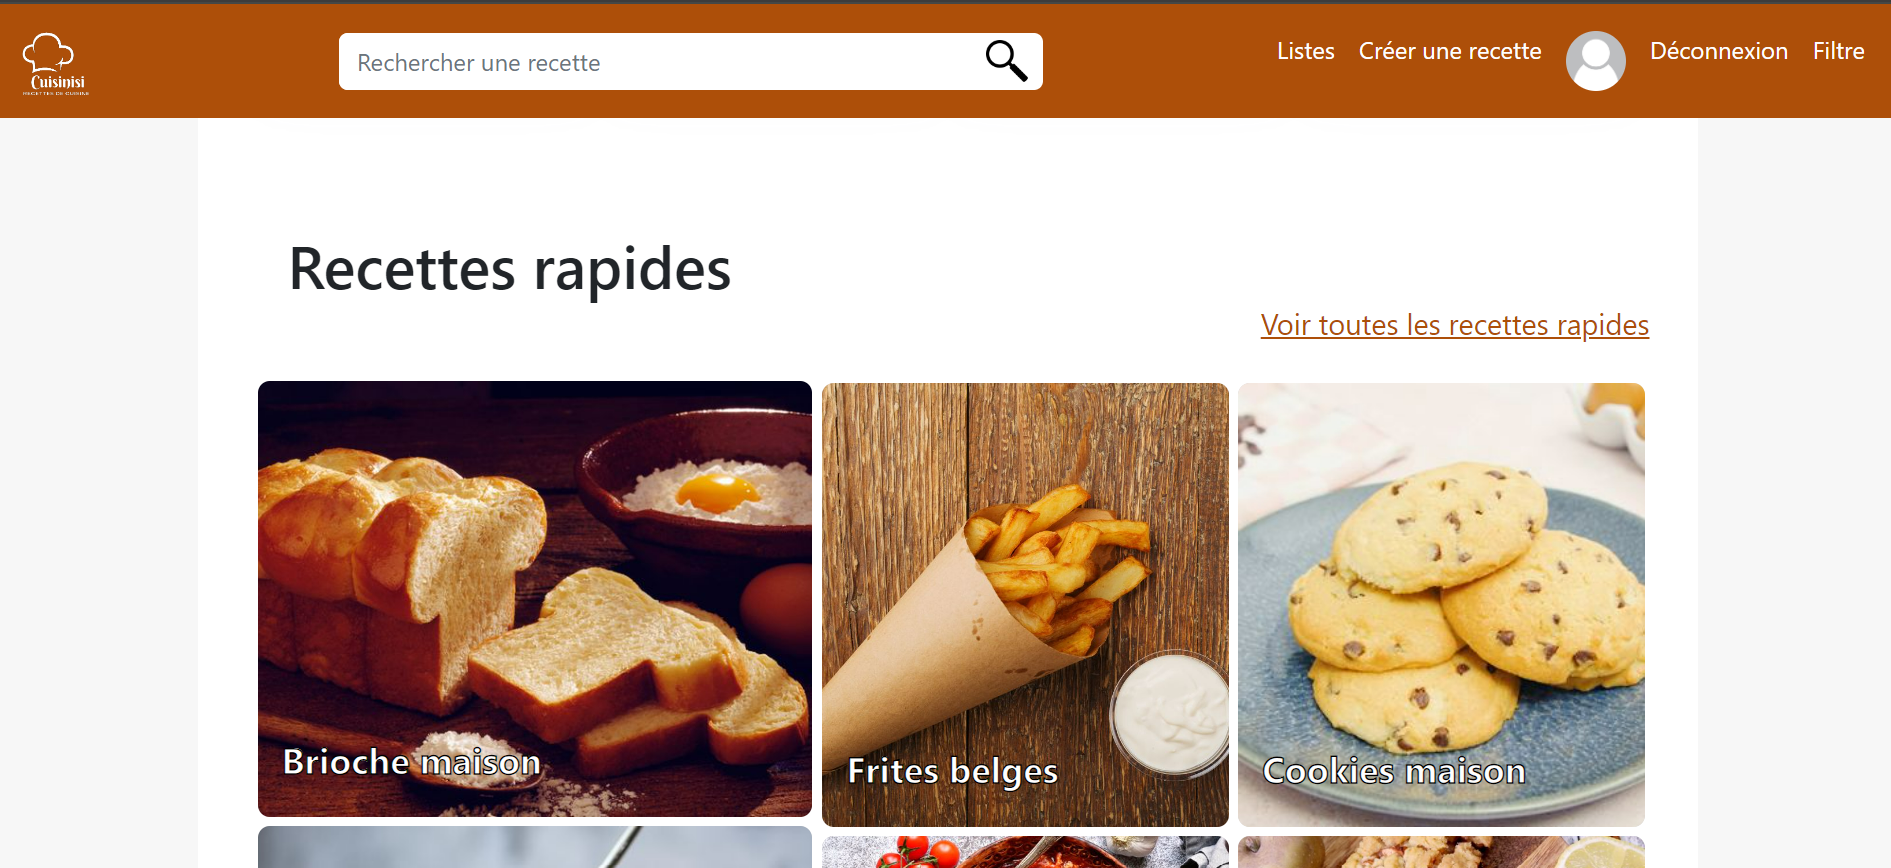 Cuisinisi
RECETTES DE CUISINE
Rechercher une recette
Listes
Créer une recette
Déconnexion
Filtre
Recettes rapides
Voir toutes les recettes rapides
Brioche maison
Frites belges
Cookies maison